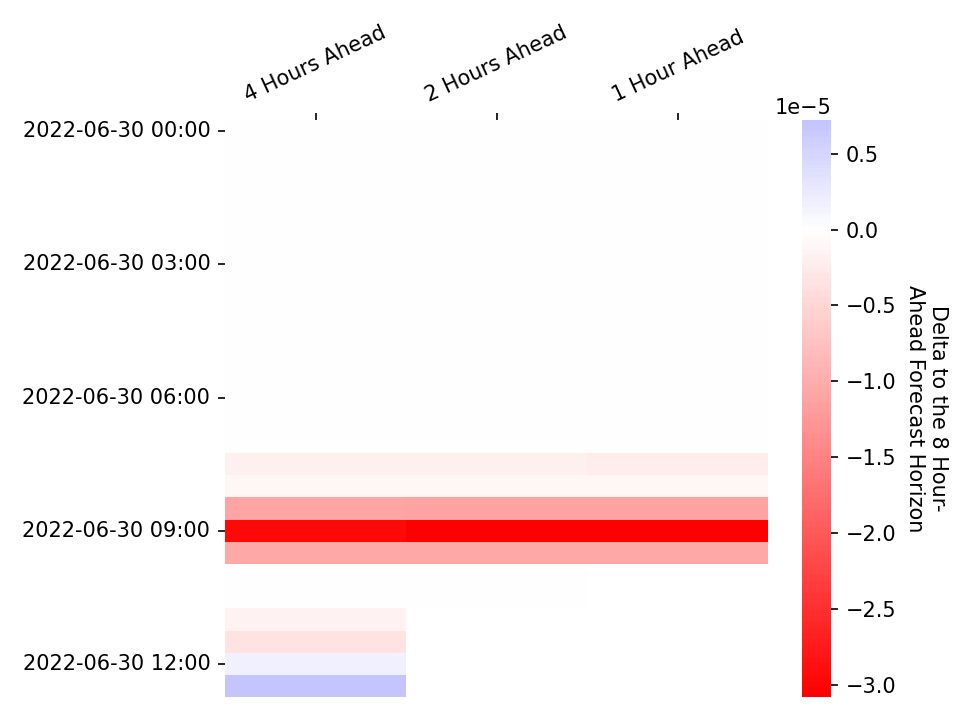 4 Hours Ahead
2 Hours Ahead
1 Hour Ahead
1e−5
2022-06-30 00:00
2022-06-30 03:00
2022-06-30 06:00
2022-06-30 09:00
2022-06-30 12:00
0.5
0.0
−0.5
−1.0
−1.5
−2.0
−2.5
−3.0
Delta to the 8 Hour-
Ahead Forecast Horizon